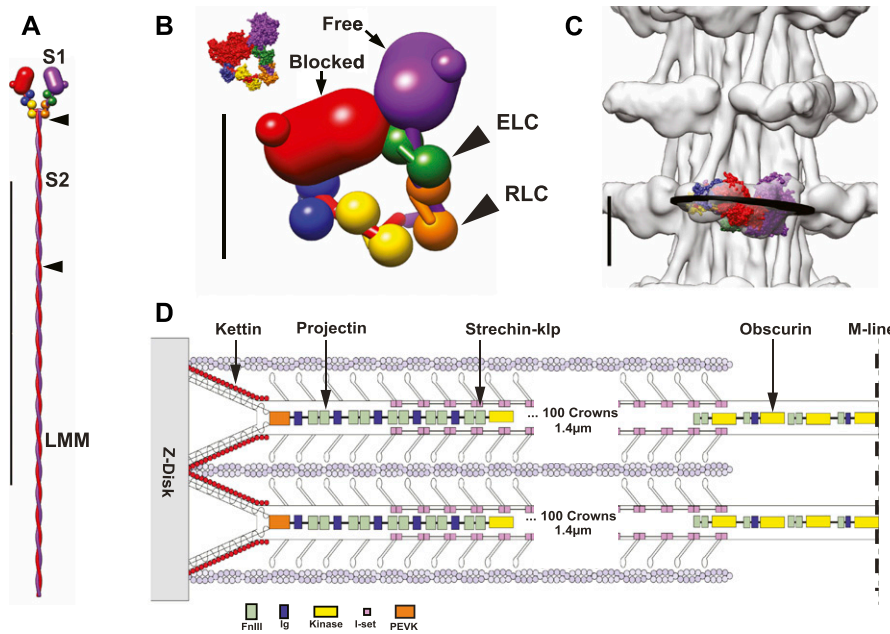 A
S1
S2
LMM
B
Free
Blocked
ELC
RLC
C
D
Kettin
Projectin
Strechin-klp
Obscurin
M-line
Z-Disk
... 100 Crowns
1.4µm
... 100 Crowns
1.4µm
FnIII
Ig
Kinase
I-set
PEVK